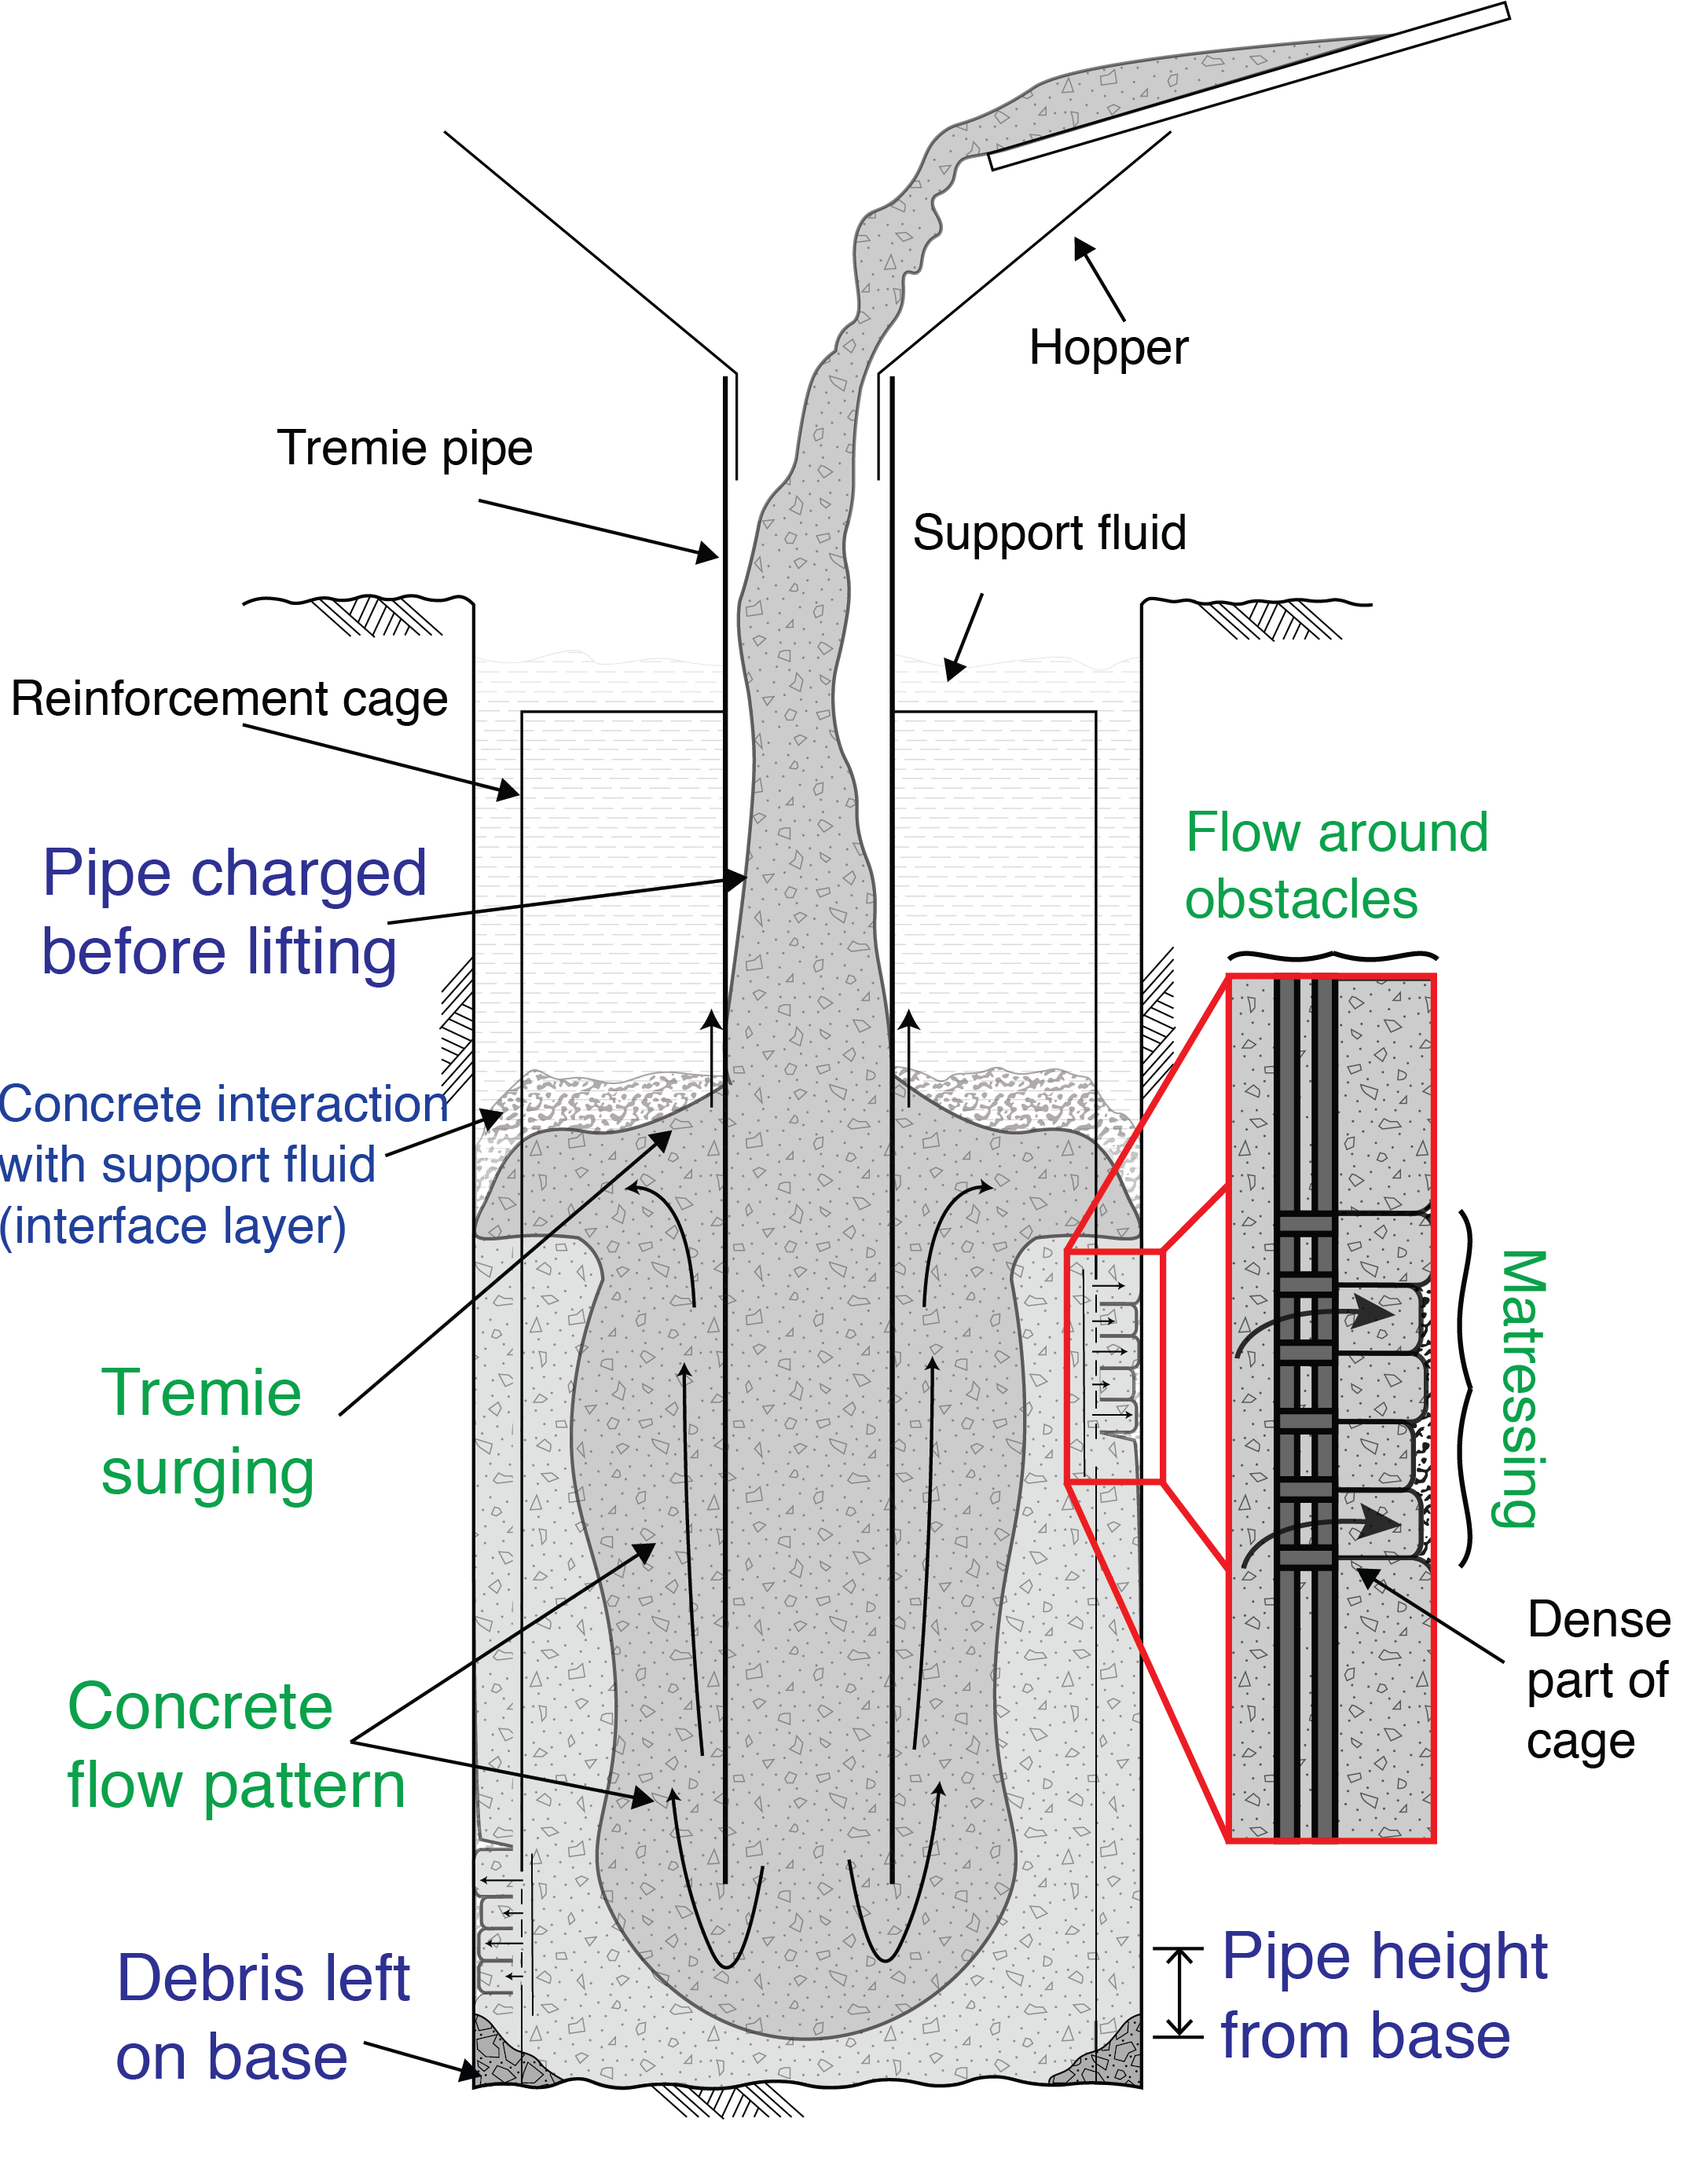 Hopper
Tremie pipe
Support fluid
Reinforcement cage
Pipe charged
before lifting
Flow around
obstacles
Concrete interaction
with support fluid
(interface layer)
Mattressing
Tremie
surging
Dense
part of
cage
Concrete
flow pattern
Debris left
on base
Pipe height
from base